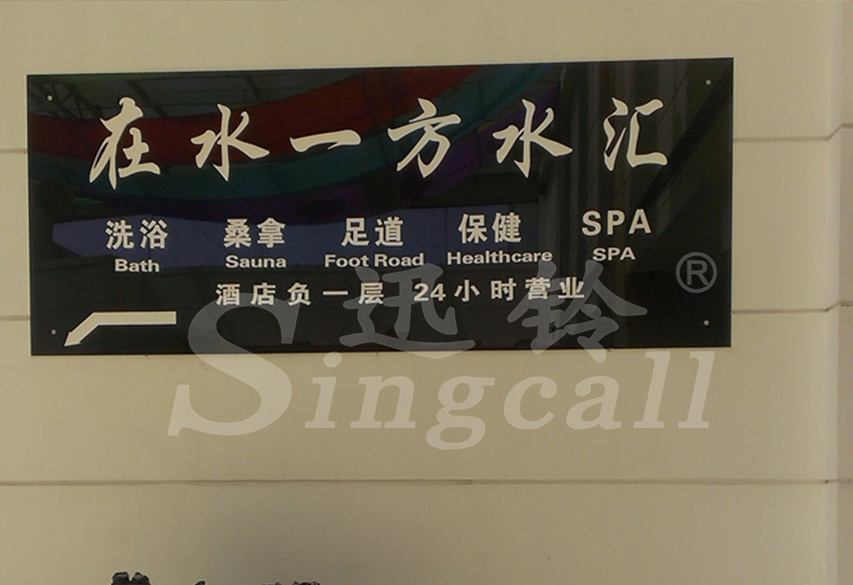 在水一方水汇
洗浴 桑拿 足道 保健 SPA
Bath Sauna Foot Road Healthcare SPA
酒店负一层 24小时营业
迅铃®
Singcall